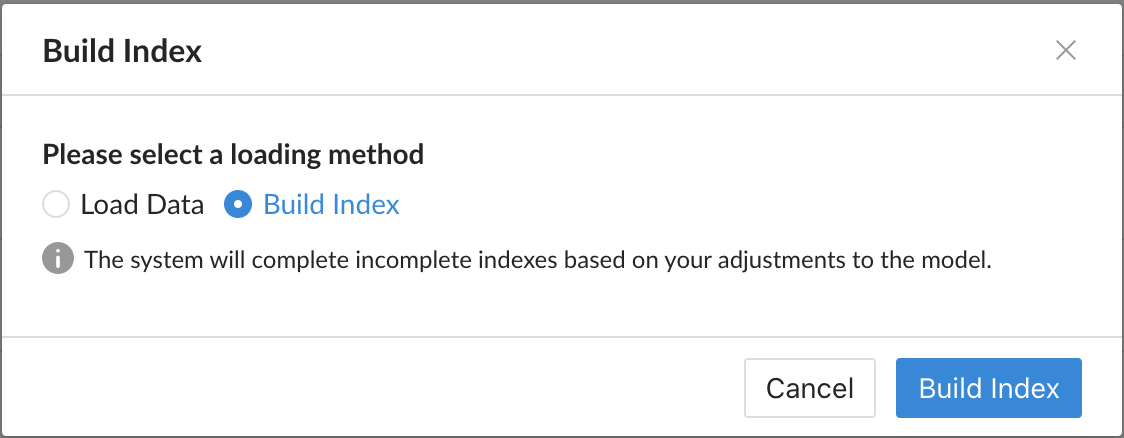 Build Index
Please select a loading method
Load Data Build Index
The system will complete incomplete indexes based on your adjustments to the model.
Cancel Build Index